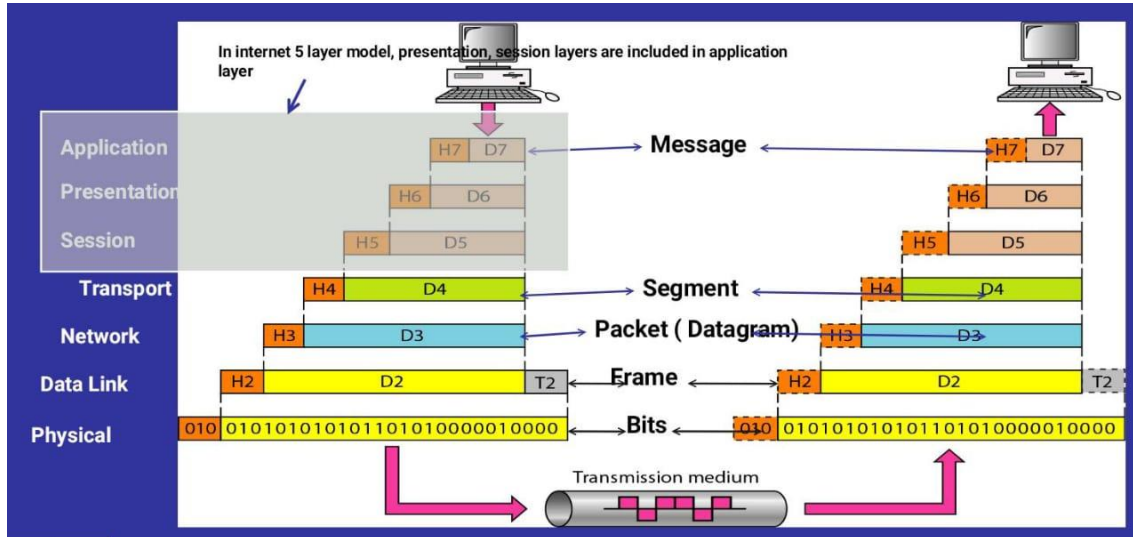 In internet 5 layer model, presentation, session layers are included in application
layer
Application H7 D7 Message H7 D7
Presentation H6 D6 H6 D6
Session H5 D5 H5 D5
Transport H4 D4 Segment H4 D4
Network H3 D3 Packet ( Datagram) H3 D3
Data Link H2 D2 T2 Frame H2 D2 T2
Physical 010 010101010101101010000010000 Bits 010 010101010101101010000010000
Transmission medium